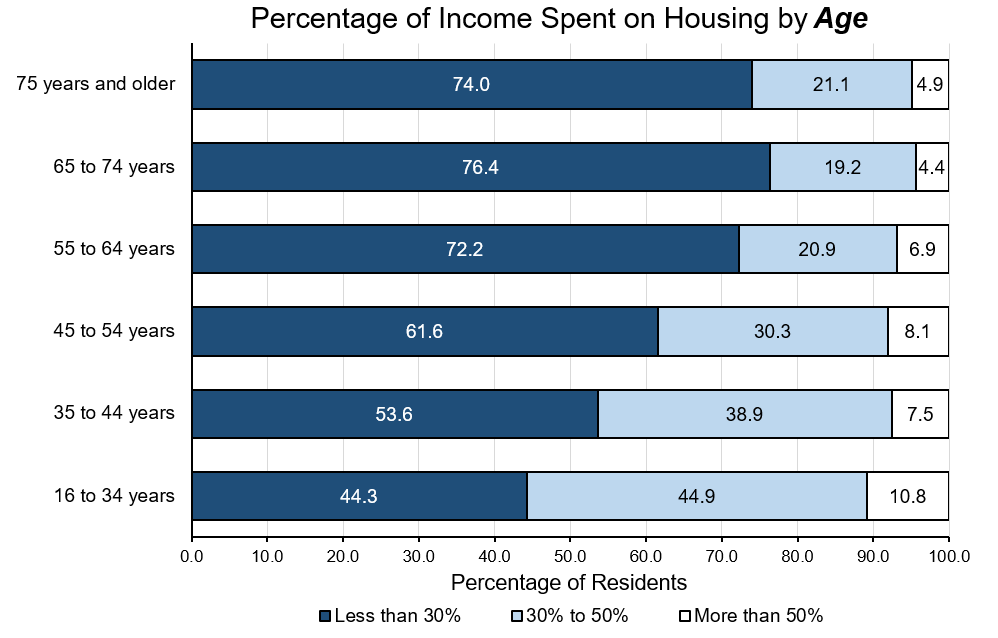 Percentage of Income Spent on Housing by Age
75 years and older 74.0 21.1 4.9
65 to 74 years 76.4 19.2 4.4
55 to 64 years 72.2 20.9 6.9
45 to 54 years 61.6 30.3 8.1
35 to 44 years 53.6 38.9 7.5
16 to 34 years 44.3 44.9 10.8
0.0 10.0 20.0 30.0 40.0 50.0 60.0 70.0 80.0 90.0 100.0
Percentage of Residents
Less than 30% 30% to 50% More than 50%